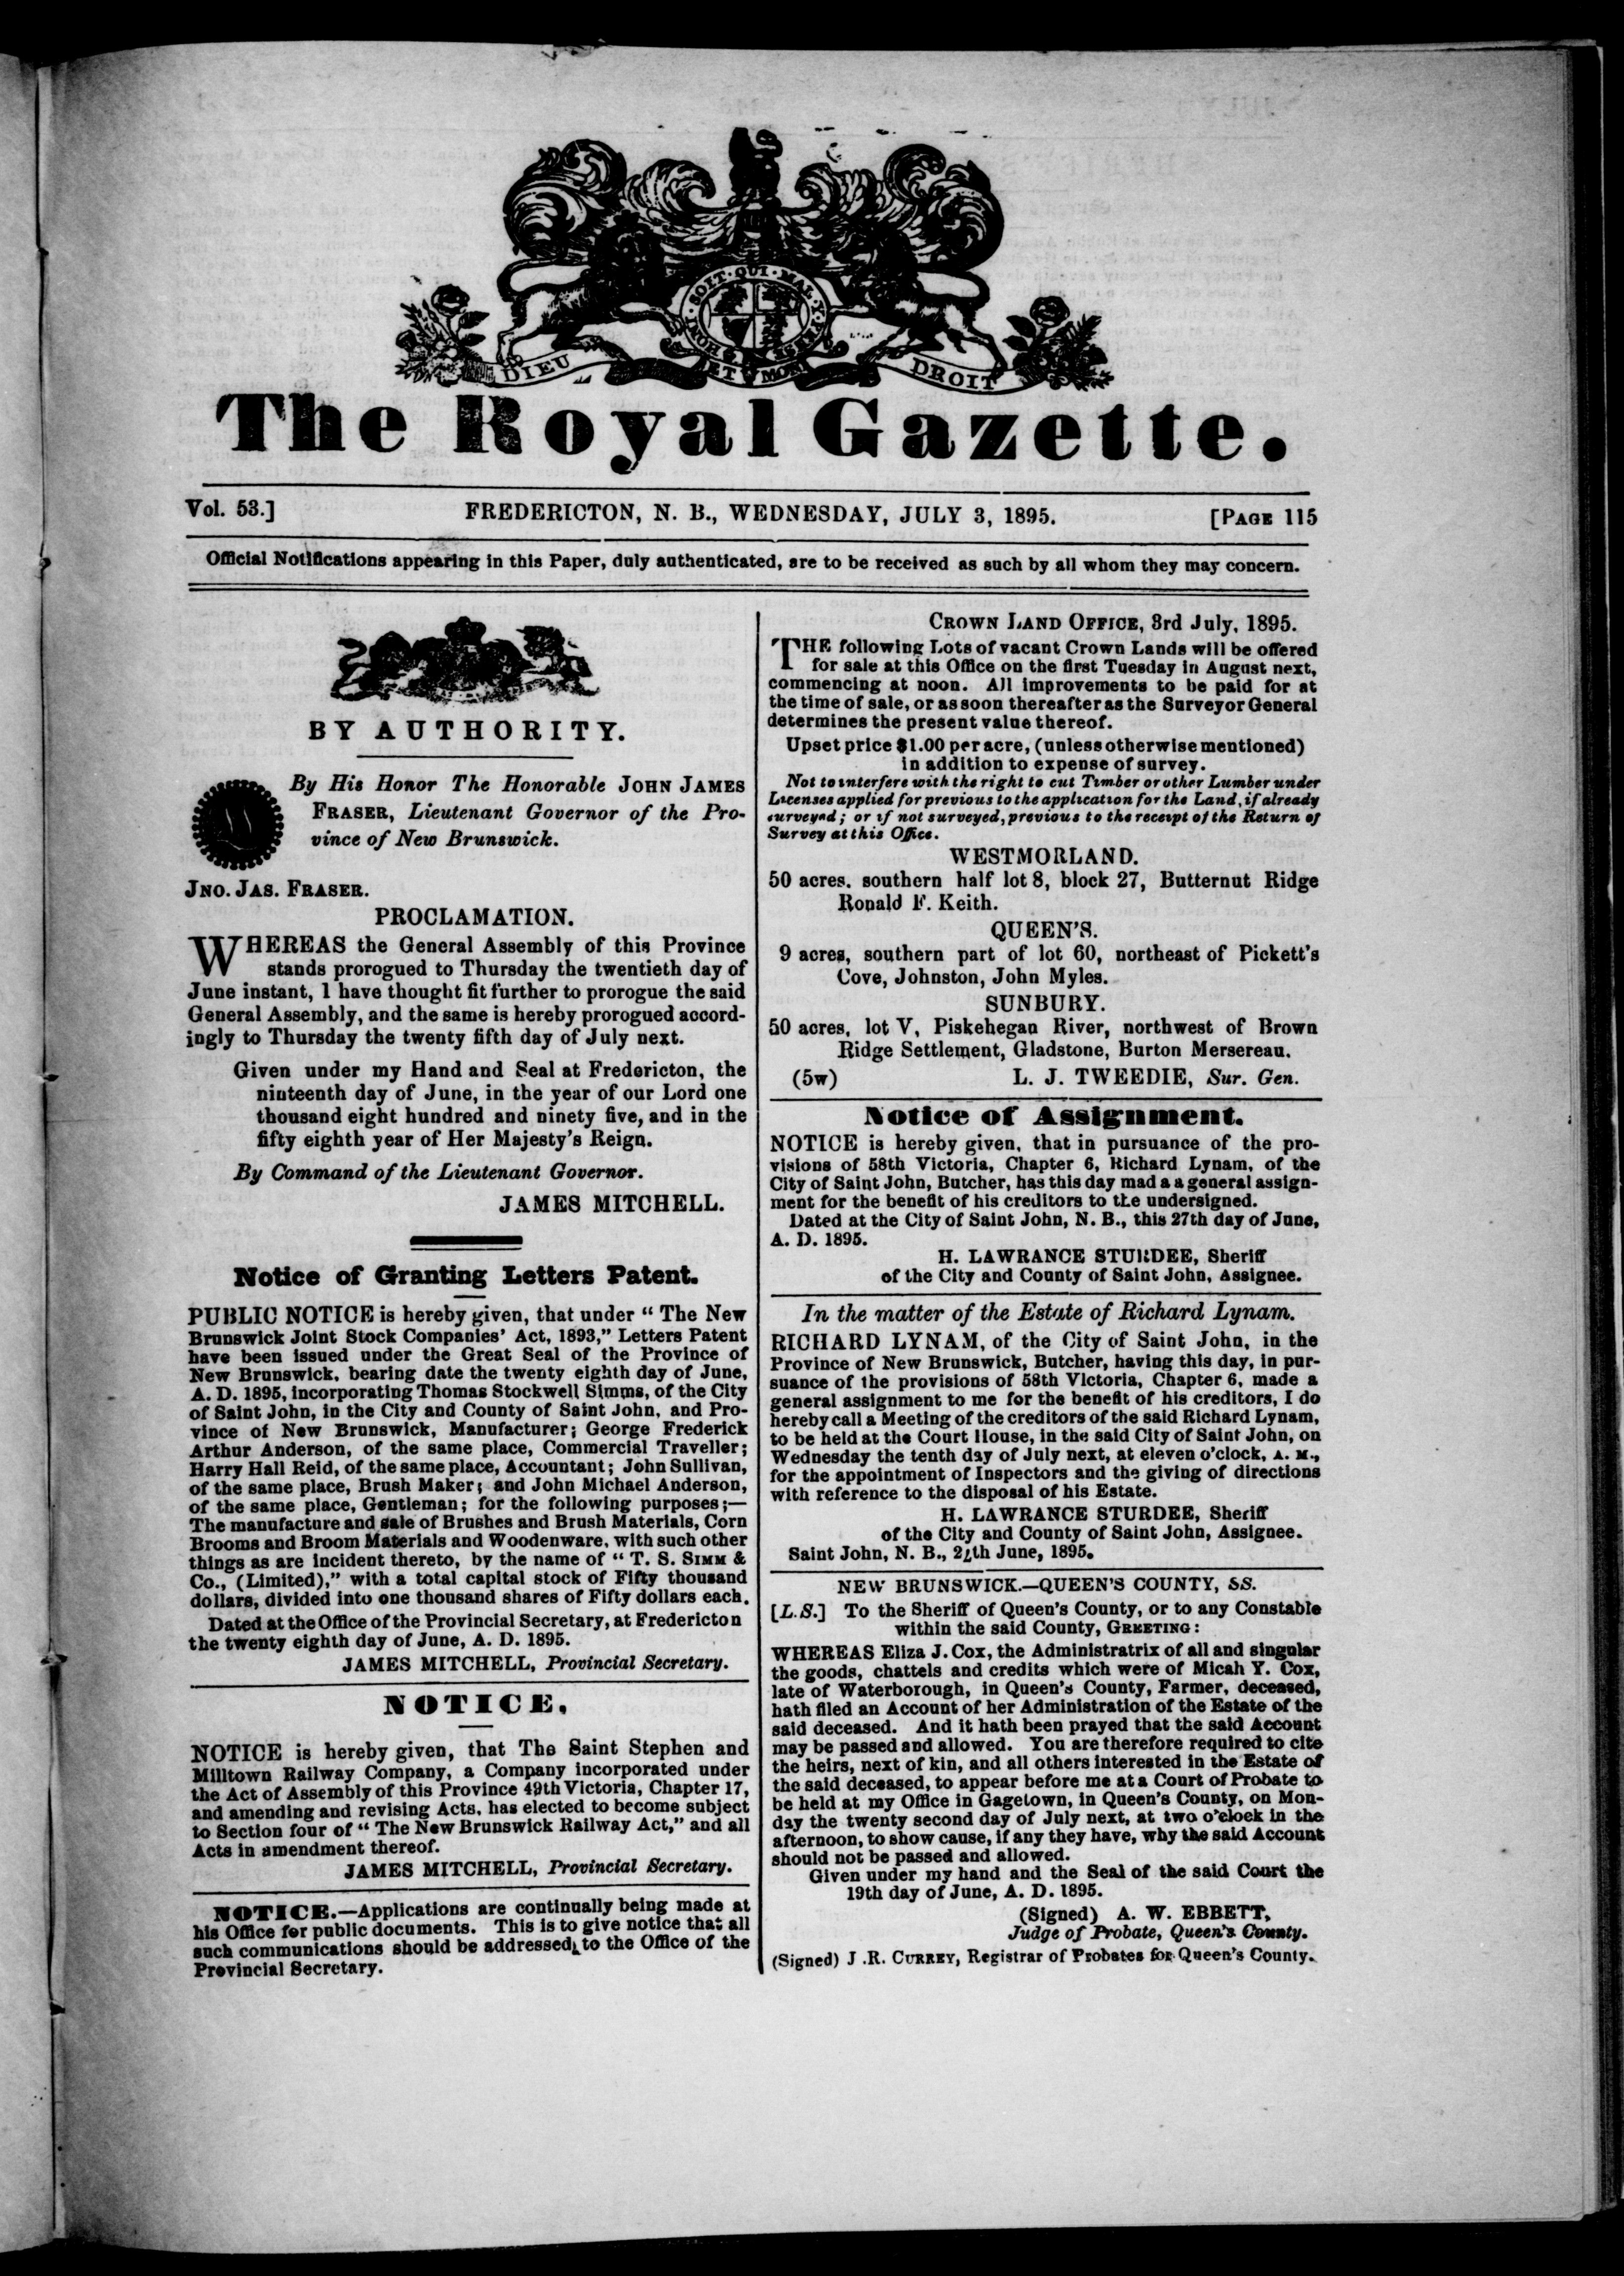 HONI · SOIT · QUI · MAL · Y · PENSE
DIEU ET MON DROIT
The Royal Gazette.
Vol. 53.] FREDERICTON, N. B., WEDNESDAY, JULY 3, 1895. [PAGE 115
Official Notifications appearing in this Paper, duly authenticated, are to be received as such by all whom they may concern.
BY AUTHORITY.
By His Honor The Honorable JOHN JAMES
FRASER, Lieutenant Governor of the Pro-
vince of New Brunswick.
JNO. JAS. FRASER.
PROCLAMATION.
WHEREAS the General Assembly of this Province
stands prorogued to Thursday the twentieth day of
June instant, I have thought fit further to prorogue the said
General Assembly, and the same is hereby prorogued accord-
ingly to Thursday the twenty fifth day of July next.
Given under my Hand and Seal at Fredericton, the
ninteenth day of June, in the year of our Lord one
thousand eight hundred and ninety five, and in the
fifty eighth year of Her Majesty's Reign.
By Command of the Lieutenant Governor.
JAMES MITCHELL.
Notice of Granting Letters Patent.
PUBLIC NOTICE is hereby given, that under " The New
Brunswick Joint Stock Companies' Act, 1893," Letters Patent
have been issued under the Great Seal of the Province of
New Brunswick, bearing date the twenty eighth day of June,
A. D. 1895, incorporating Thomas Stockwell Simms, of the City
of Saint John, in the City and County of Saint John, and Pro-
vince of New Brunswick, Manufacturer; George Frederick
Arthur Anderson, of the same place, Commercial Traveller;
Harry Hall Reid, of the same place, Accountant; John Sullivan,
of the same place, Brush Maker; and John Michael Anderson,
of the same place, Gentleman; for the following purposes;—
The manufacture and sale of Brushes and Brush Materials, Corn
Brooms and Broom Materials and Woodenware, with such other
things as are incident thereto, by the name of " T. S. SIMM &
Co., (Limited)," with a total capital stock of Fifty thousand
dollars, divided into one thousand shares of Fifty dollars each.
Dated at the Office of the Provincial Secretary, at Fredericton
the twenty eighth day of June, A. D. 1895.
JAMES MITCHELL, Provincial Secretary.
NOTICE.
NOTICE is hereby given, that The Saint Stephen and
Milltown Railway Company, a Company incorporated under
the Act of Assembly of this Province 49th Victoria, Chapter 17,
and amending and revising Acts, has elected to become subject
to Section four of " The New Brunswick Railway Act," and all
Acts in amendment thereof.
JAMES MITCHELL, Provincial Secretary.
NOTICE.—Applications are continually being made at
his Office for public documents. This is to give notice that all
such communications should be addressed to the Office of the
Provincial Secretary.
CROWN LAND OFFICE, 3rd July, 1895.
THE following Lots of vacant Crown Lands will be offered
for sale at this Office on the first Tuesday in August next,
commencing at noon. All improvements to be paid for at
the time of sale, or as soon thereafter as the Surveyor General
determines the present value thereof.
Upset price $1.00 per acre, (unless otherwise mentioned)
in addition to expense of survey.
Not to interfere with the right to cut Timber or other Lumber under
Licenses applied for previous to the application for the Land, if already
surveyed; or if not surveyed, previous to the receipt of the Return of
Survey at this Office.
WESTMORLAND.
50 acres. southern half lot 8, block 27, Butternut Ridge
Ronald F. Keith.
QUEEN'S.
9 acres, southern part of lot 60, northeast of Pickett's
Cove, Johnston, John Myles.
SUNBURY.
50 acres, lot V, Piskehegan River, northwest of Brown
Ridge Settlement, Gladstone, Burton Mersereau.
(5w) L. J. TWEEDIE, Sur. Gen.
Notice of Assignment.
NOTICE is hereby given, that in pursuance of the pro-
visions of 58th Victoria, Chapter 6, Richard Lynam, of the
City of Saint John, Butcher, has this day mad a a general assign-
ment for the benefit of his creditors to the undersigned.
Dated at the City of Saint John, N. B., this 27th day of June,
A. D. 1895.
H. LAWRANCE STURDEE, Sheriff
of the City and County of Saint John, Assignee.
In the matter of the Estate of Richard Lynam.
RICHARD LYNAM, of the City of Saint John, in the
Province of New Brunswick, Butcher, having this day, in pur-
suance of the provisions of 58th Victoria, Chapter 6, made a
general assignment to me for the benefit of his creditors, I do
hereby call a Meeting of the creditors of the said Richard Lynam,
to be held at the Court House, in the said City of Saint John, on
Wednesday the tenth day of July next, at eleven o'clock, A. M.,
for the appointment of Inspectors and the giving of directions
with reference to the disposal of his Estate.
H. LAWRANCE STURDEE, Sheriff
of the City and County of Saint John, Assignee.
Saint John, N. B., June, 1895.
NEW BRUNSWICK.—QUEEN'S COUNTY, SS.
[L.S.] To the Sheriff of Queen's County, or to any Constable
within the said County, GREETING:
WHEREAS Eliza J. Cox, the Administratrix of all and singular
the goods, chattels and credits which were of Micah Y. Cox,
late of Waterborough, in Queen's County, Farmer, deceased,
hath filed an Account of her Administration of the Estate of the
said deceased. And it hath been prayed that the said Account
may be passed and allowed. You are therefore required to cite
the heirs, next of kin, and all others interested in the Estate of
the said deceased, to appear before me at a Court of Probate to
be held at my Office in Gagetown, in Queen's County, on Mon-
day the twenty second day of July next, at two o'clock in the
afternoon, to show cause, if any they have, why the said Account
should not be passed and allowed.
Given under my hand and the Seal of the said Court the
19th day of June, A. D. 1895.
(Signed) A. W. EBBETT,
Judge of Probate, Queen's County.
(Signed) J .R. CURREY, Registrar of Probates for Queen's County.